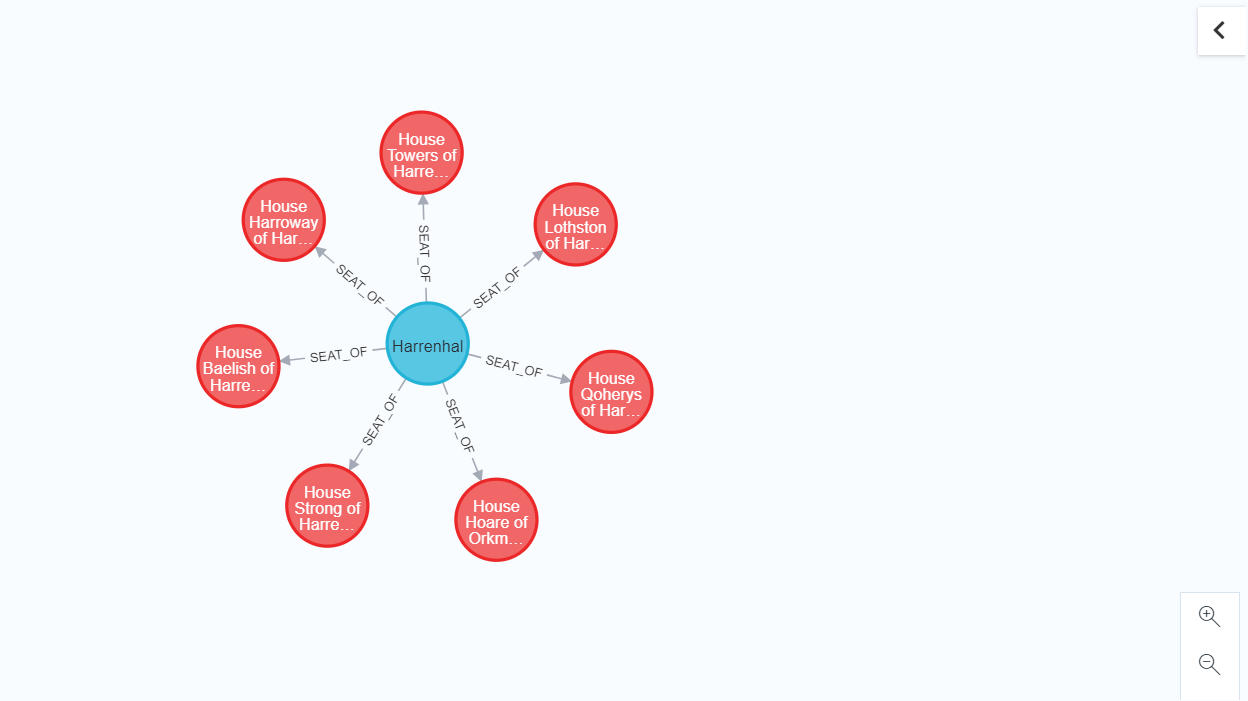 House
Towers of
Harre…
House
Harroway
of Har…
House
Lothston
of Har…
SEAT_OF
SEAT_OF
SEAT_OF
Harrenhal
House
Baelish of
Harre…
SEAT_OF
SEAT_OF
House
Qoherys
of Har…
SEAT_OF
SEAT_OF
House
Strong of
Harre…
House
Hoare of
Orkm…